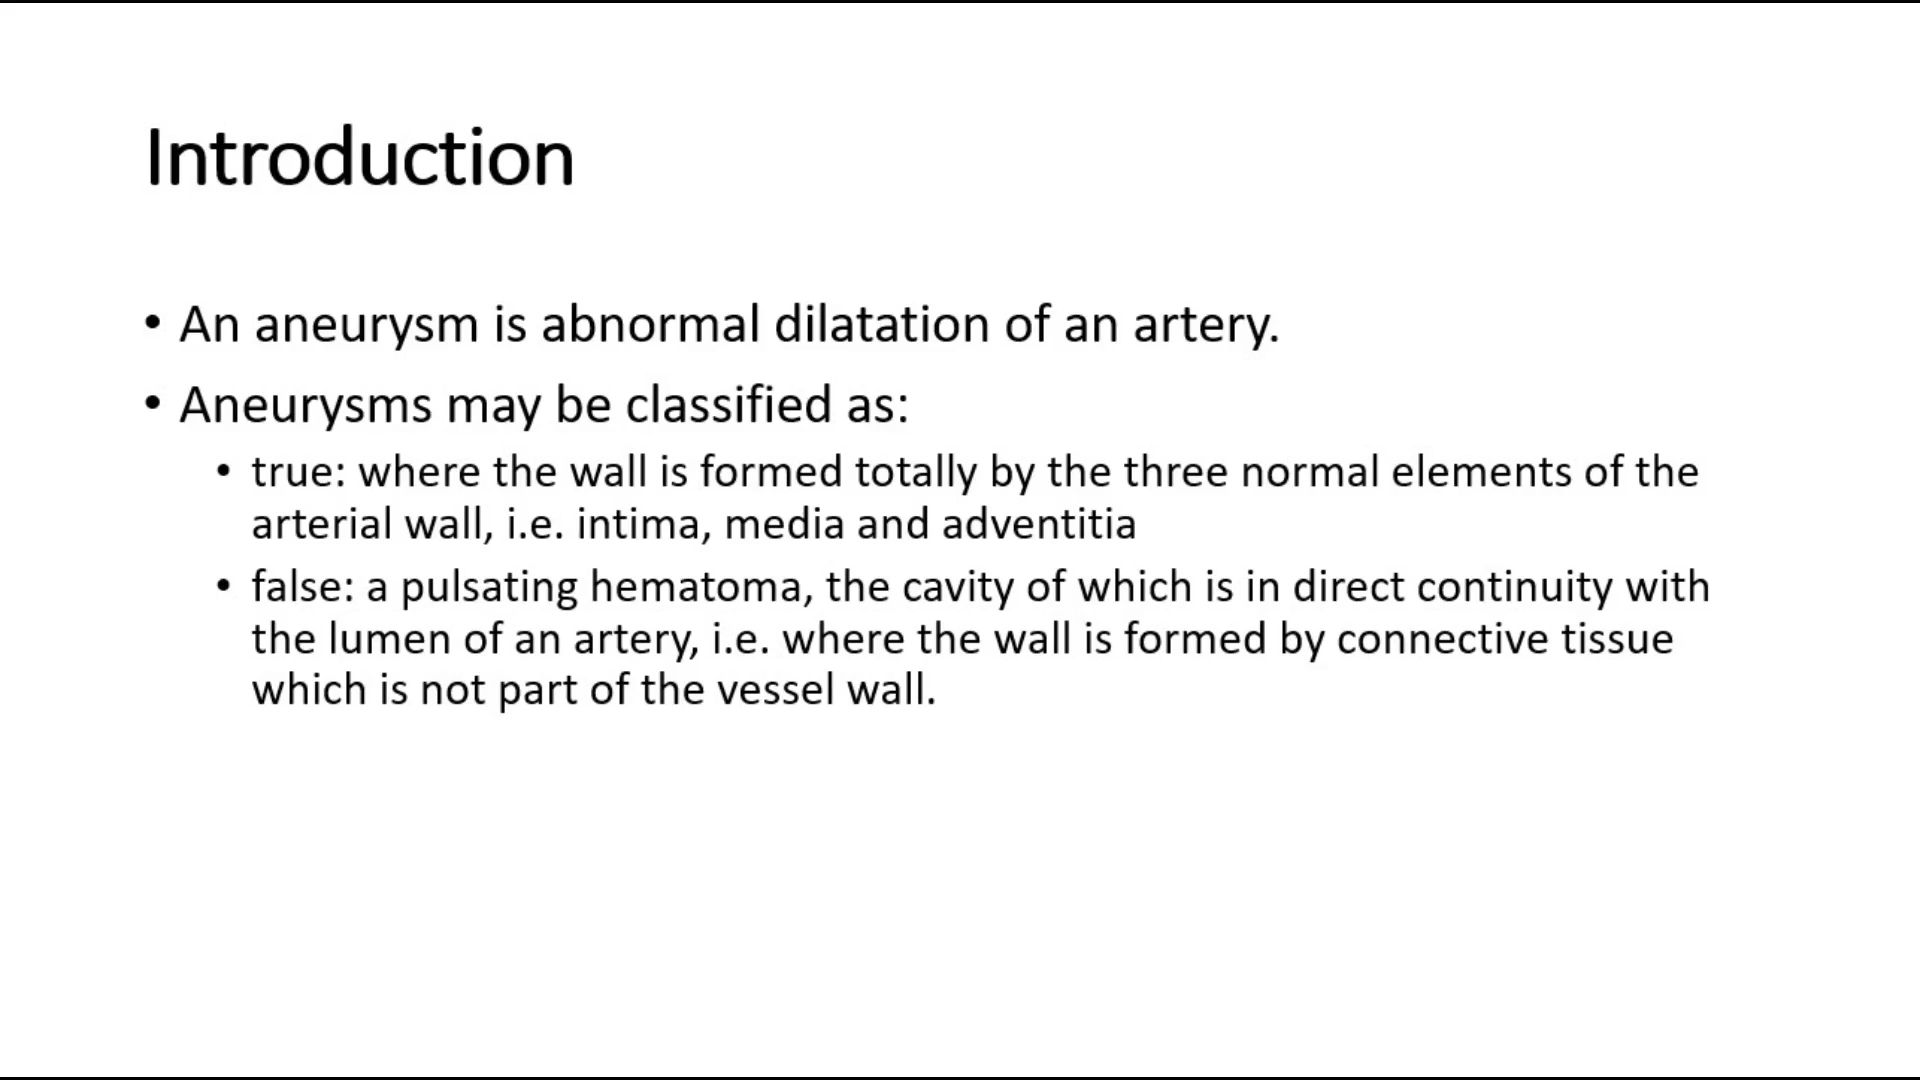 Introduction
• An aneurysm is abnormal dilatation of an artery.
• Aneurysms may be classified as:
• true: where the wall is formed totally by the three normal elements of the
arterial wall, i.e. intima, media and adventitia
• false: a pulsating hematoma, the cavity of which is in direct continuity with
the lumen of an artery, i.e. where the wall is formed by connective tissue
which is not part of the vessel wall.